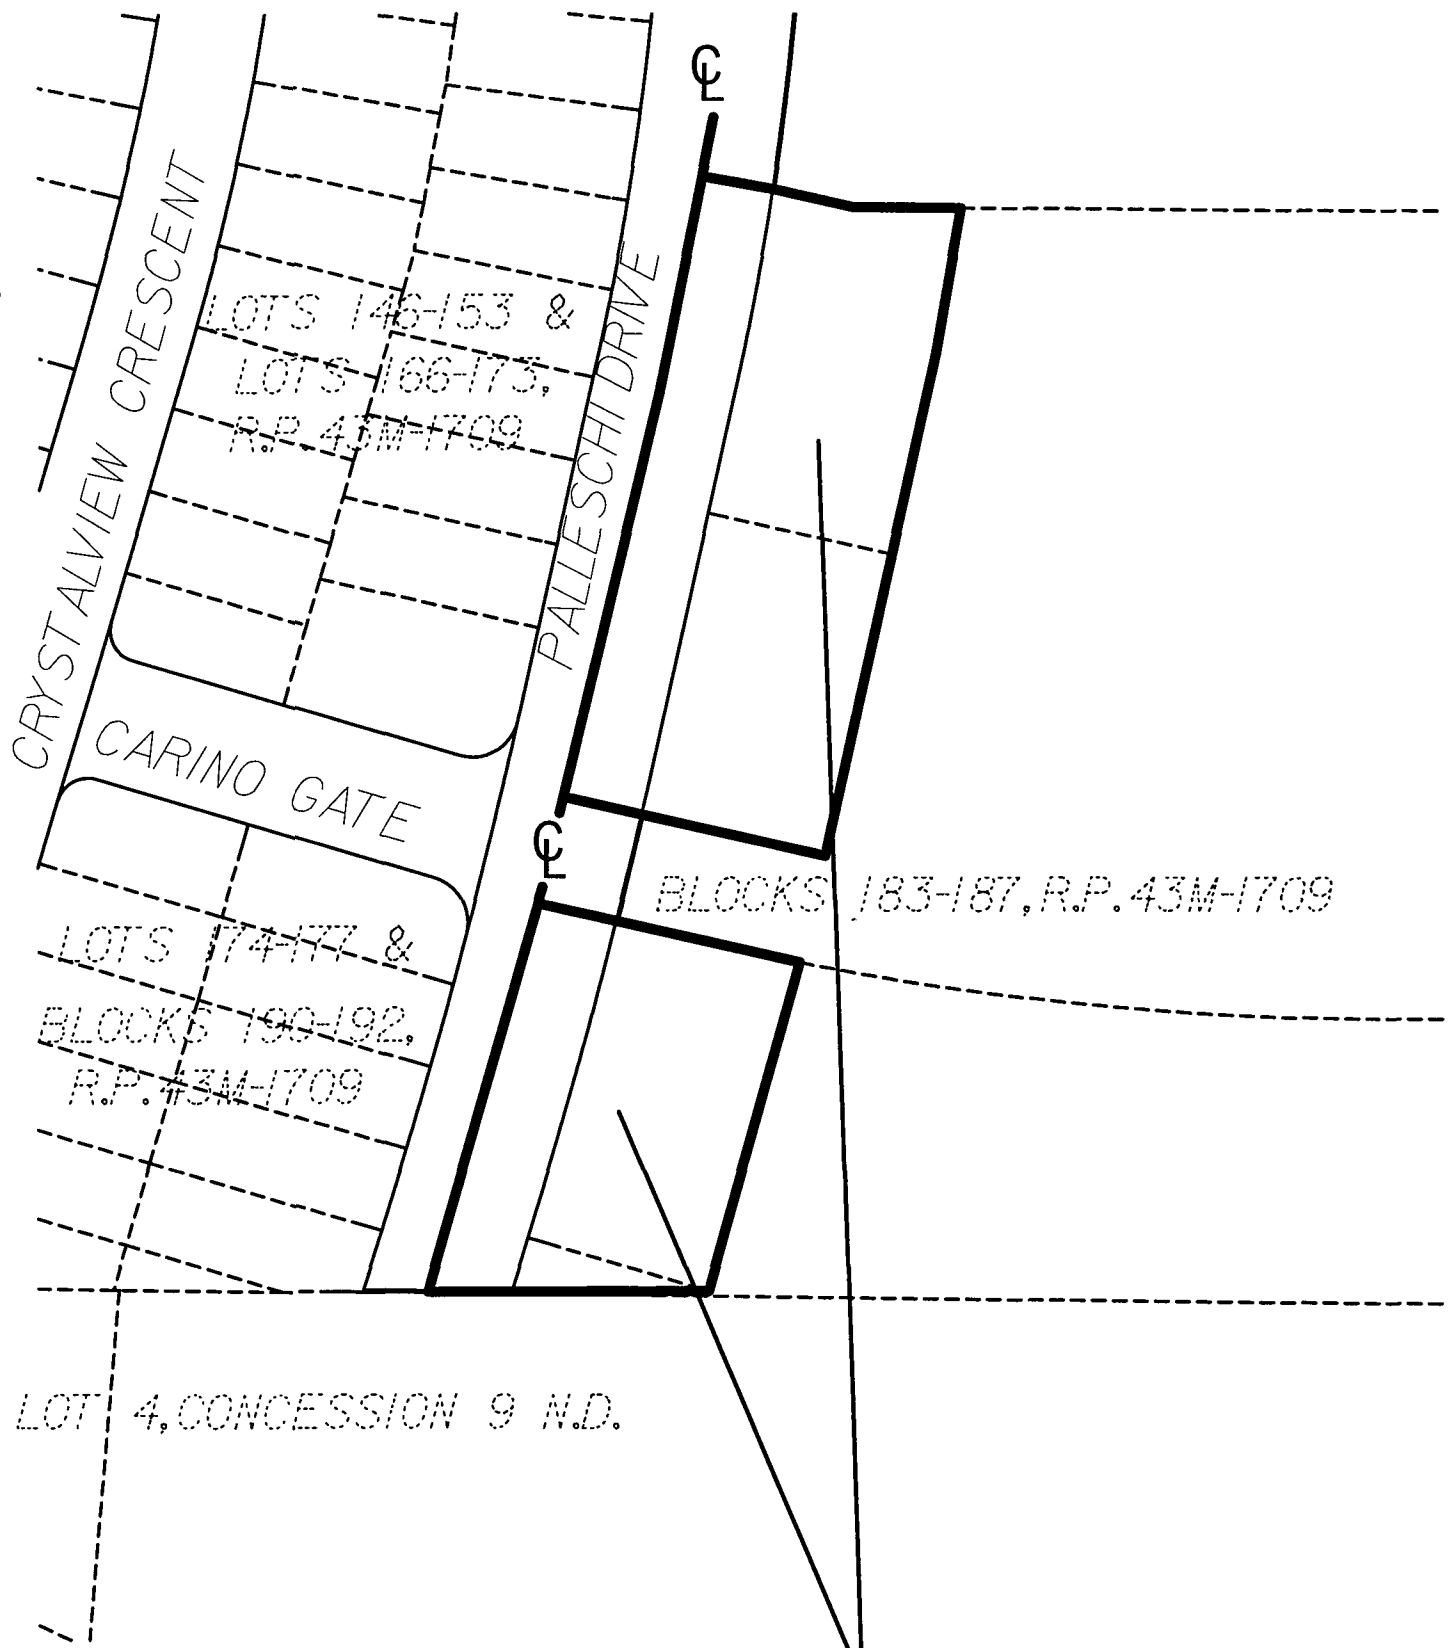 ℄
CRYSTALVIEW CRESCENT
LOTS 146-153 &
LOTS 166-173,
R.P. 43M-1709
PALLESCHI DRIVE
CARINO GATE
℄
BLOCKS 183-187, R.P. 43M-1709
LOTS 174-177 &
BLOCKS 190-192,
R.P. 43M-1709
LOT 4, CONCESSION 9 N.D.